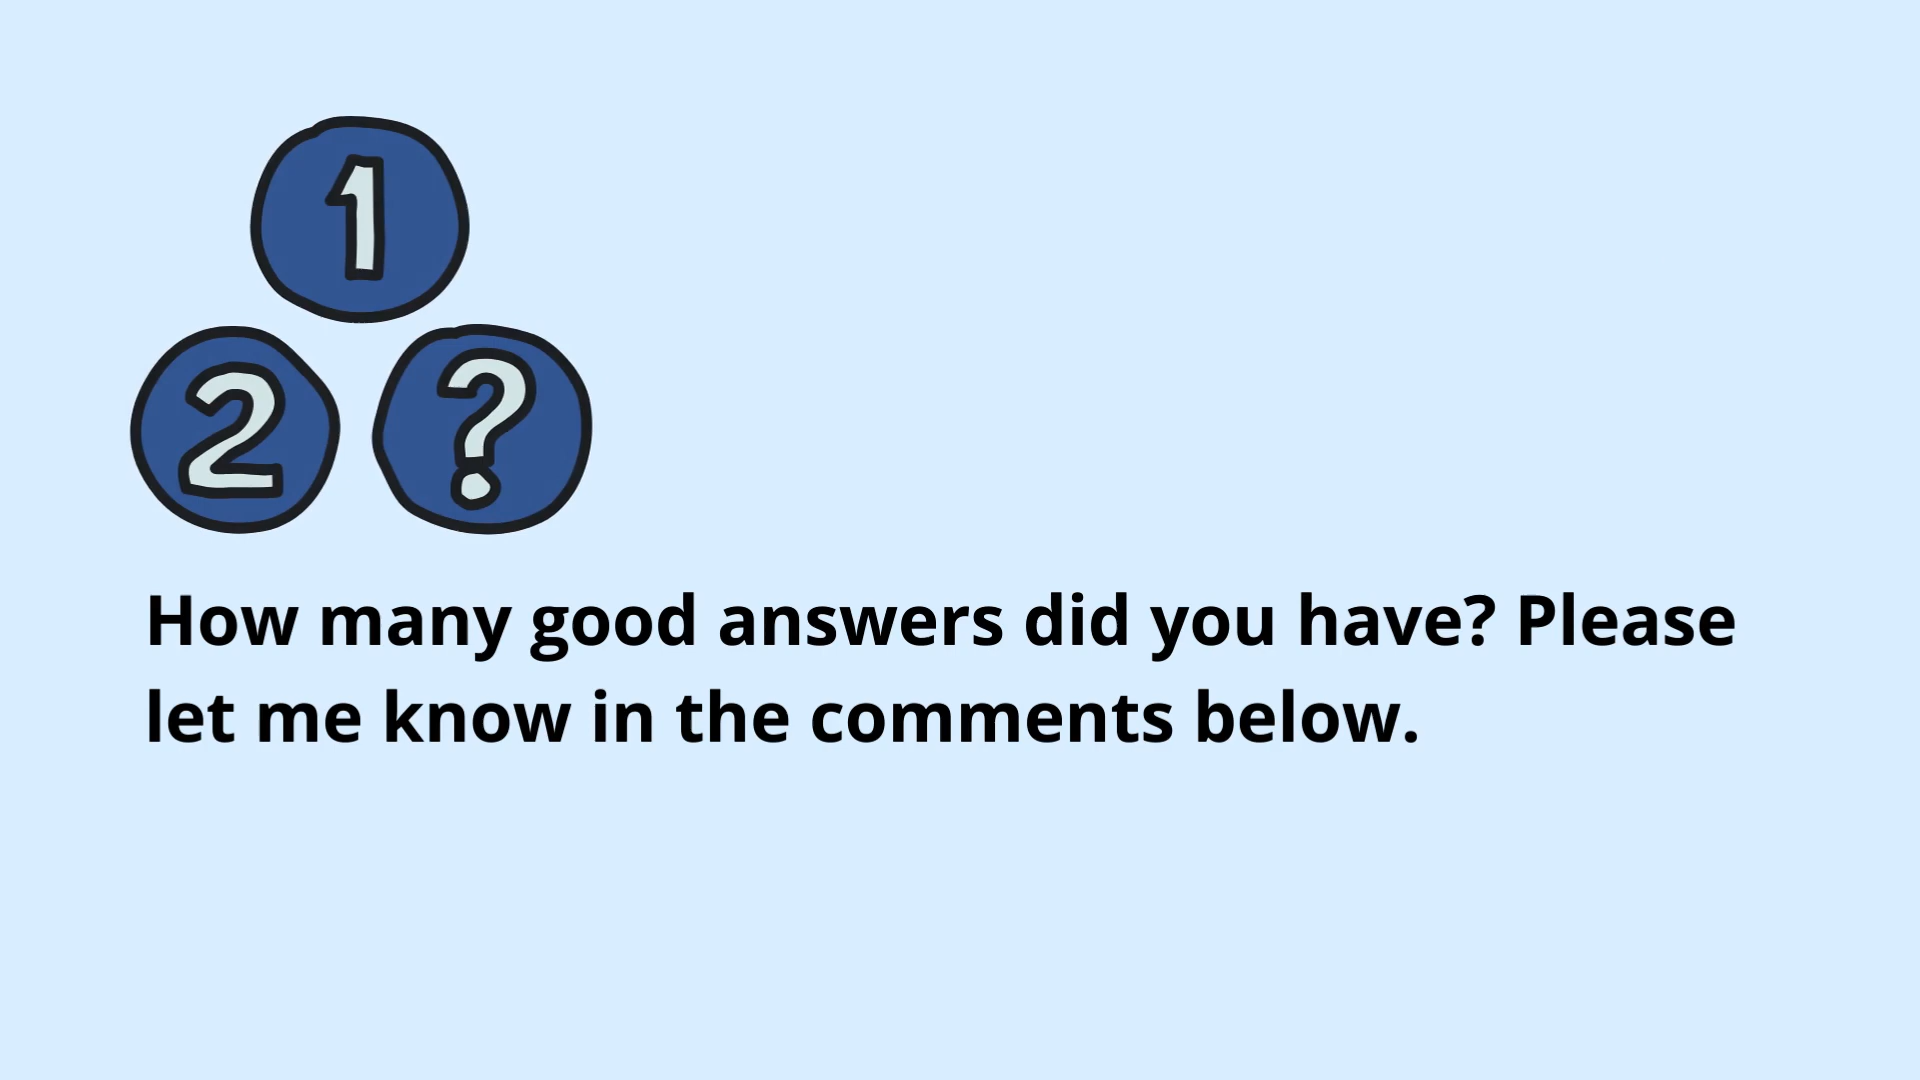 1
2 ?
How many good answers did you have? Please
let me know in the comments below.